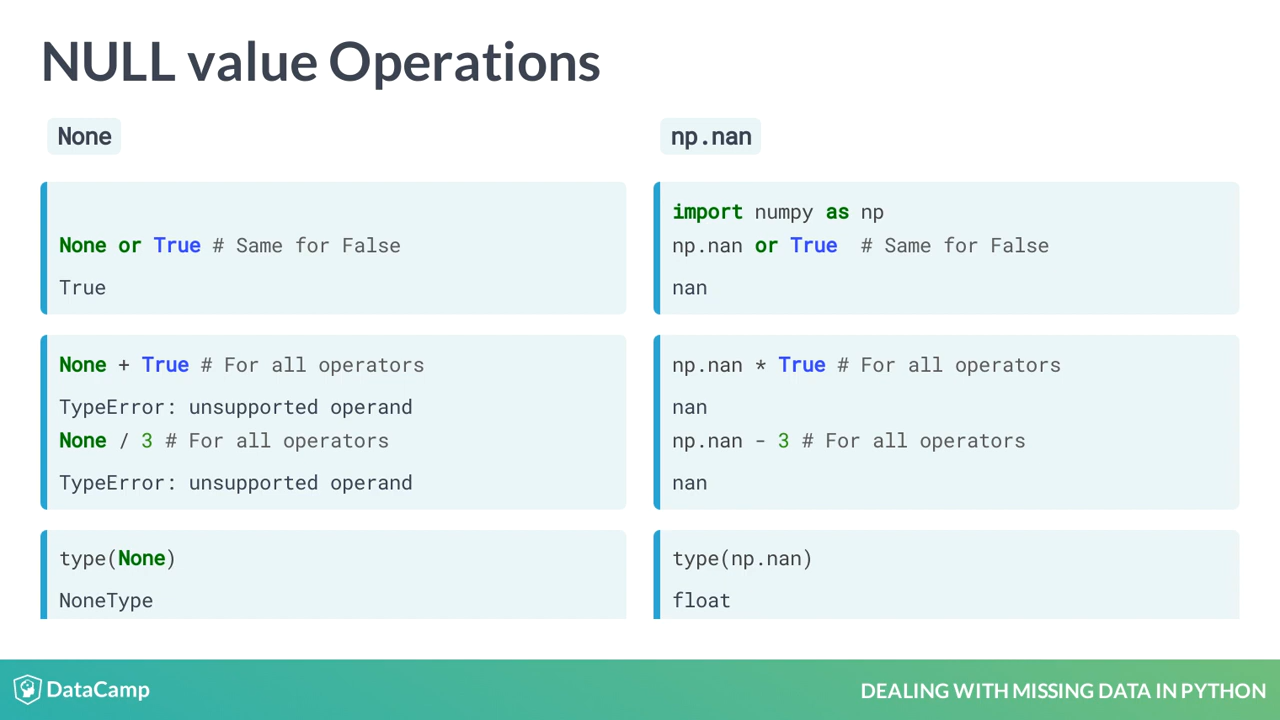 NULL value Operations
None
None or True # Same for False
True
None + True # For all operators
TypeError: unsupported operand
None / 3 # For all operators
TypeError: unsupported operand
type(None)
NoneType
np.nan
import numpy as np
np.nan or True  # Same for False
nan
np.nan * True # For all operators
nan
np.nan - 3 # For all operators
nan
type(np.nan)
float
DataCamp
DEALING WITH MISSING DATA IN PYTHON